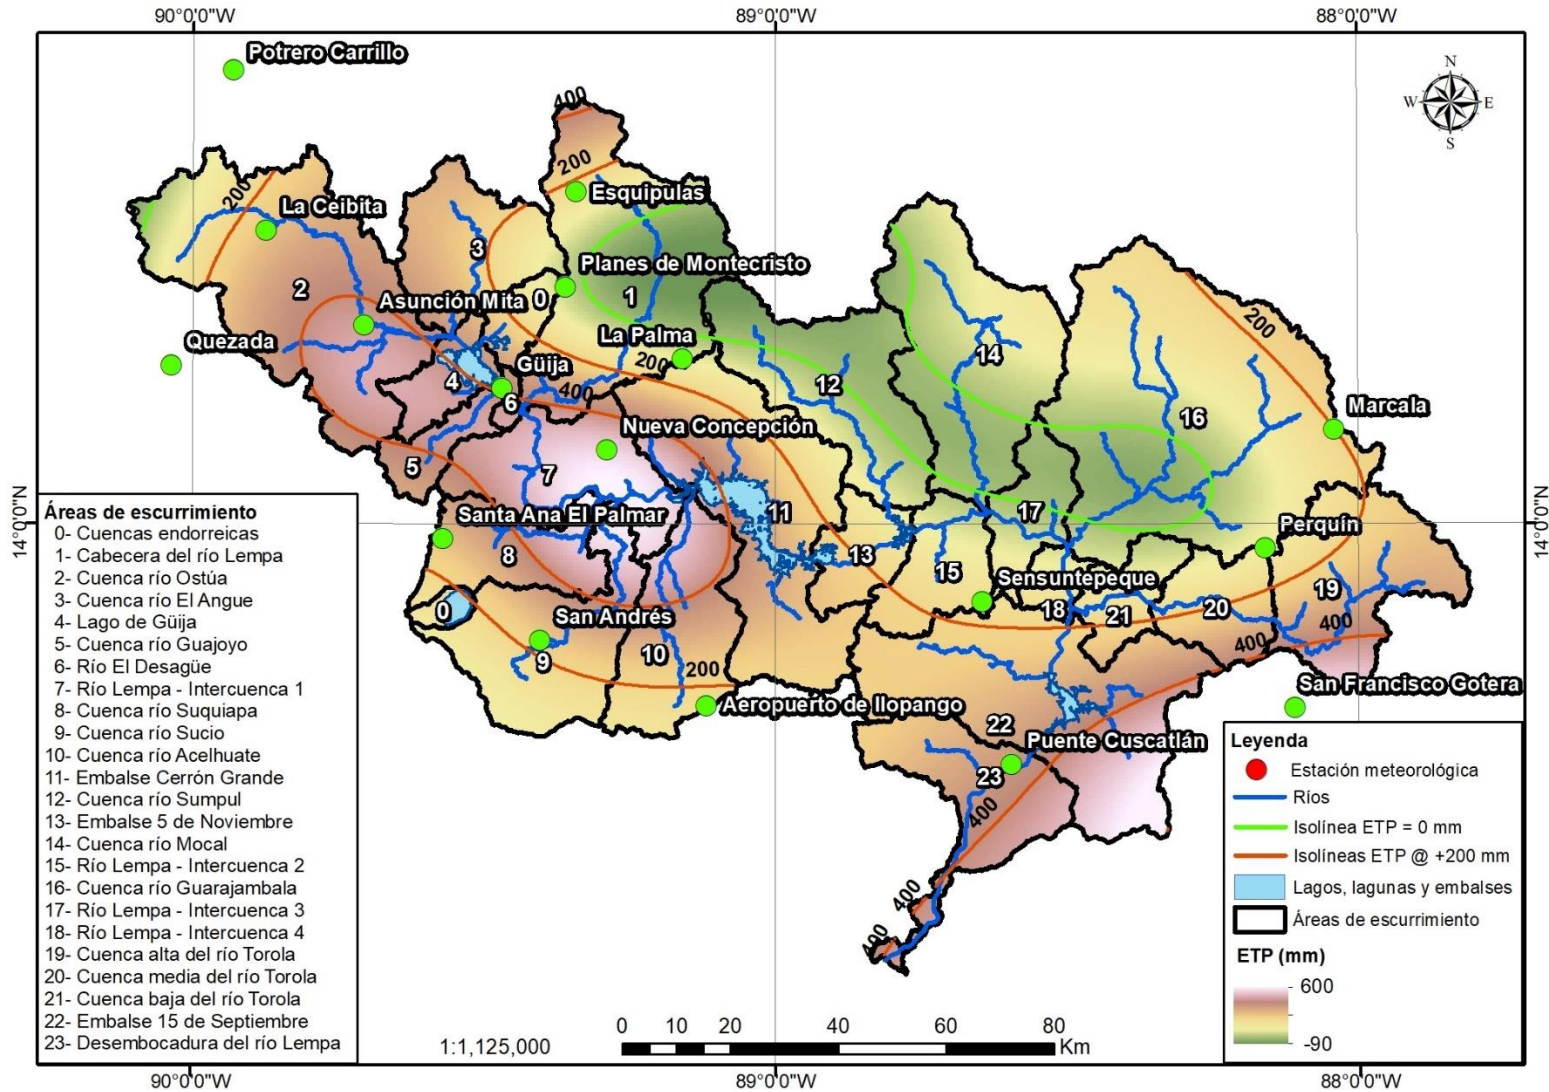 90°0'0"W
89°0'0"W
88°0'0"W
Potrero Carrillo
N
W
E
S
400
200
Esquipulas
200
La Ceibita
0
3
Planes de Montecristo
2
0
1
Asunción Mita
200
14
0
La Palma
Quezada
200
Güija
4
12
400
6
16
Marcala
Nueva Concepción
5
7
14°0'0"N
14°0'0"N
Áreas de escurrimiento
0- Cuencas endorreicas
1- Cabecera del río Lempa
2- Cuenca río Ostúa
3- Cuenca río El Angue
4- Lago de Güija
5- Cuenca río Guajoyo
6- Río El Desagüe
7- Río Lempa - Intercuenca 1
8- Cuenca río Suquiapa
9- Cuenca río Sucio
10- Cuenca río Acelhuate
11- Embalse Cerrón Grande
12- Cuenca río Sumpul
13- Embalse 5 de Noviembre
14- Cuenca río Mocal
15- Río Lempa - Intercuenca 2
16- Cuenca río Guarajambala
17- Río Lempa - Intercuenca 3
18- Río Lempa - Intercuenca 4
19- Cuenca alta del río Torola
20- Cuenca media del río Torola
21- Cuenca baja del río Torola
22- Embalse 15 de Septiembre
23- Desembocadura del río Lempa
Santa Ana El Palmar
11
17
Perquín
8
13
15
Sensuntepeque
19
0
San Andrés
18
21
20
400
400
9
10
200
Aeropuerto de Ilopango
San Francisco Gotera
22
Puente Cuscatlán
23
400
400
400
Leyenda
Estación meteorológica
Ríos
Isolínea ETP = 0 mm
Isolíneas ETP @ +200 mm
Lagos, lagunas y embalses
Áreas de escurrimiento
ETP (mm)
600
-90
1:1,125,000
0 10 20 40 60 80
Km
90°0'0"W
89°0'0"W
88°0'0"W